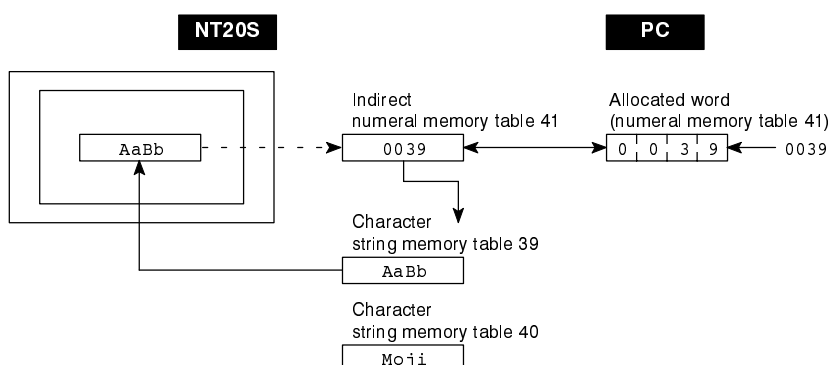 NT20S
PC
Indirect
numeral memory table 41
Allocated word
(numeral memory table 41)
AaBb
0039
0 0 3 9
0039
Character
string memory table 39
AaBb
Character
string memory table 40
Moji